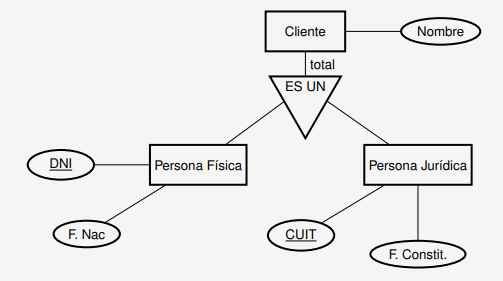 Cliente
Nombre
total
ES UN
DNI
Persona Física
Persona Jurídica
F. Nac
CUIT
F. Constit.